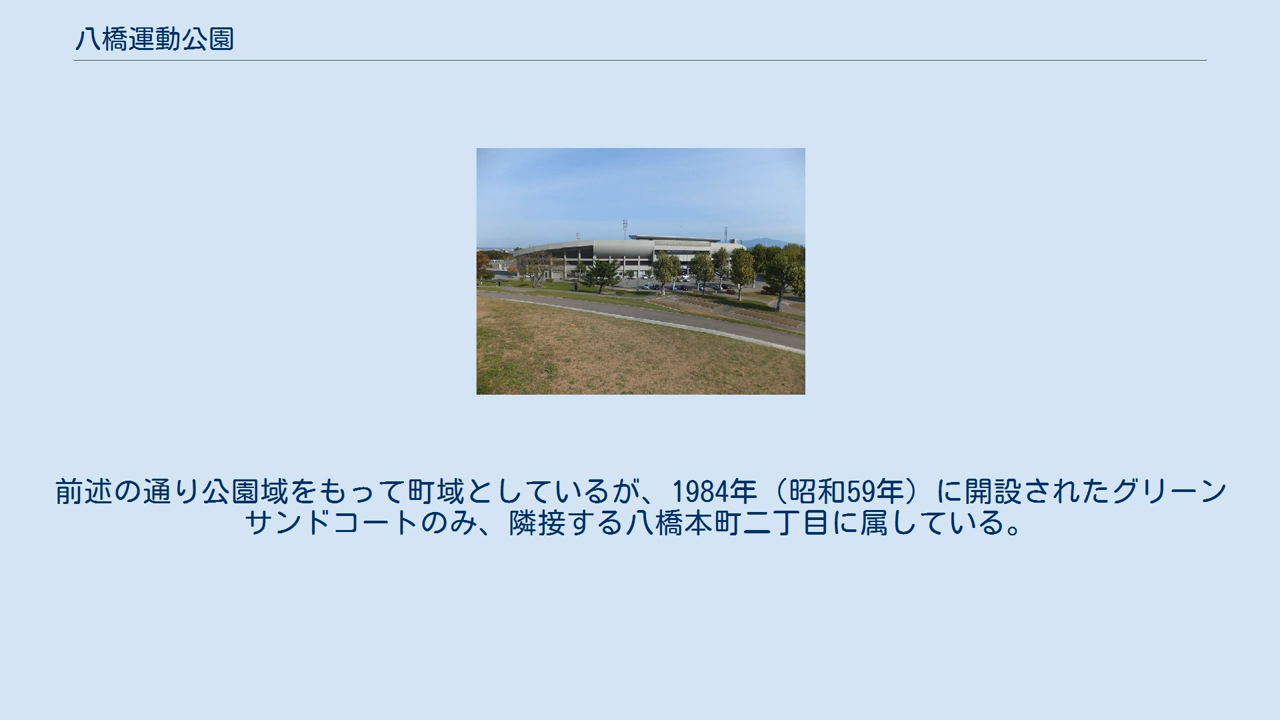 八橋運動公園
前述の通り公園域をもって町域としているが、1984年（昭和59年）に開設されたグリーン
サンドコートのみ、隣接する八橋本町二丁目に属している。